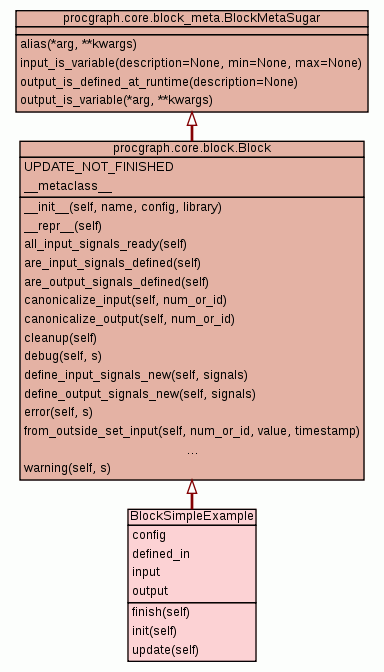 procgraph.core.block_meta.BlockMetaSugar
alias(*arg, **kwargs)
input_is_variable(description=None, min=None, max=None)
output_is_defined_at_runtime(description=None)
output_is_variable(*arg, **kwargs)
procgraph.core.block.Block
UPDATE_NOT_FINISHED
__metaclass__
__init__(self, name, config, library)
__repr__(self)
all_input_signals_ready(self)
are_input_signals_defined(self)
are_output_signals_defined(self)
canonicalize_input(self, num_or_id)
canonicalize_output(self, num_or_id)
cleanup(self)
debug(self, s)
define_input_signals_new(self, signals)
define_output_signals_new(self, signals)
error(self, s)
from_outside_set_input(self, num_or_id, value, timestamp)
...
warning(self, s)
BlockSimpleExample
config
defined_in
input
output
finish(self)
init(self)
update(self)